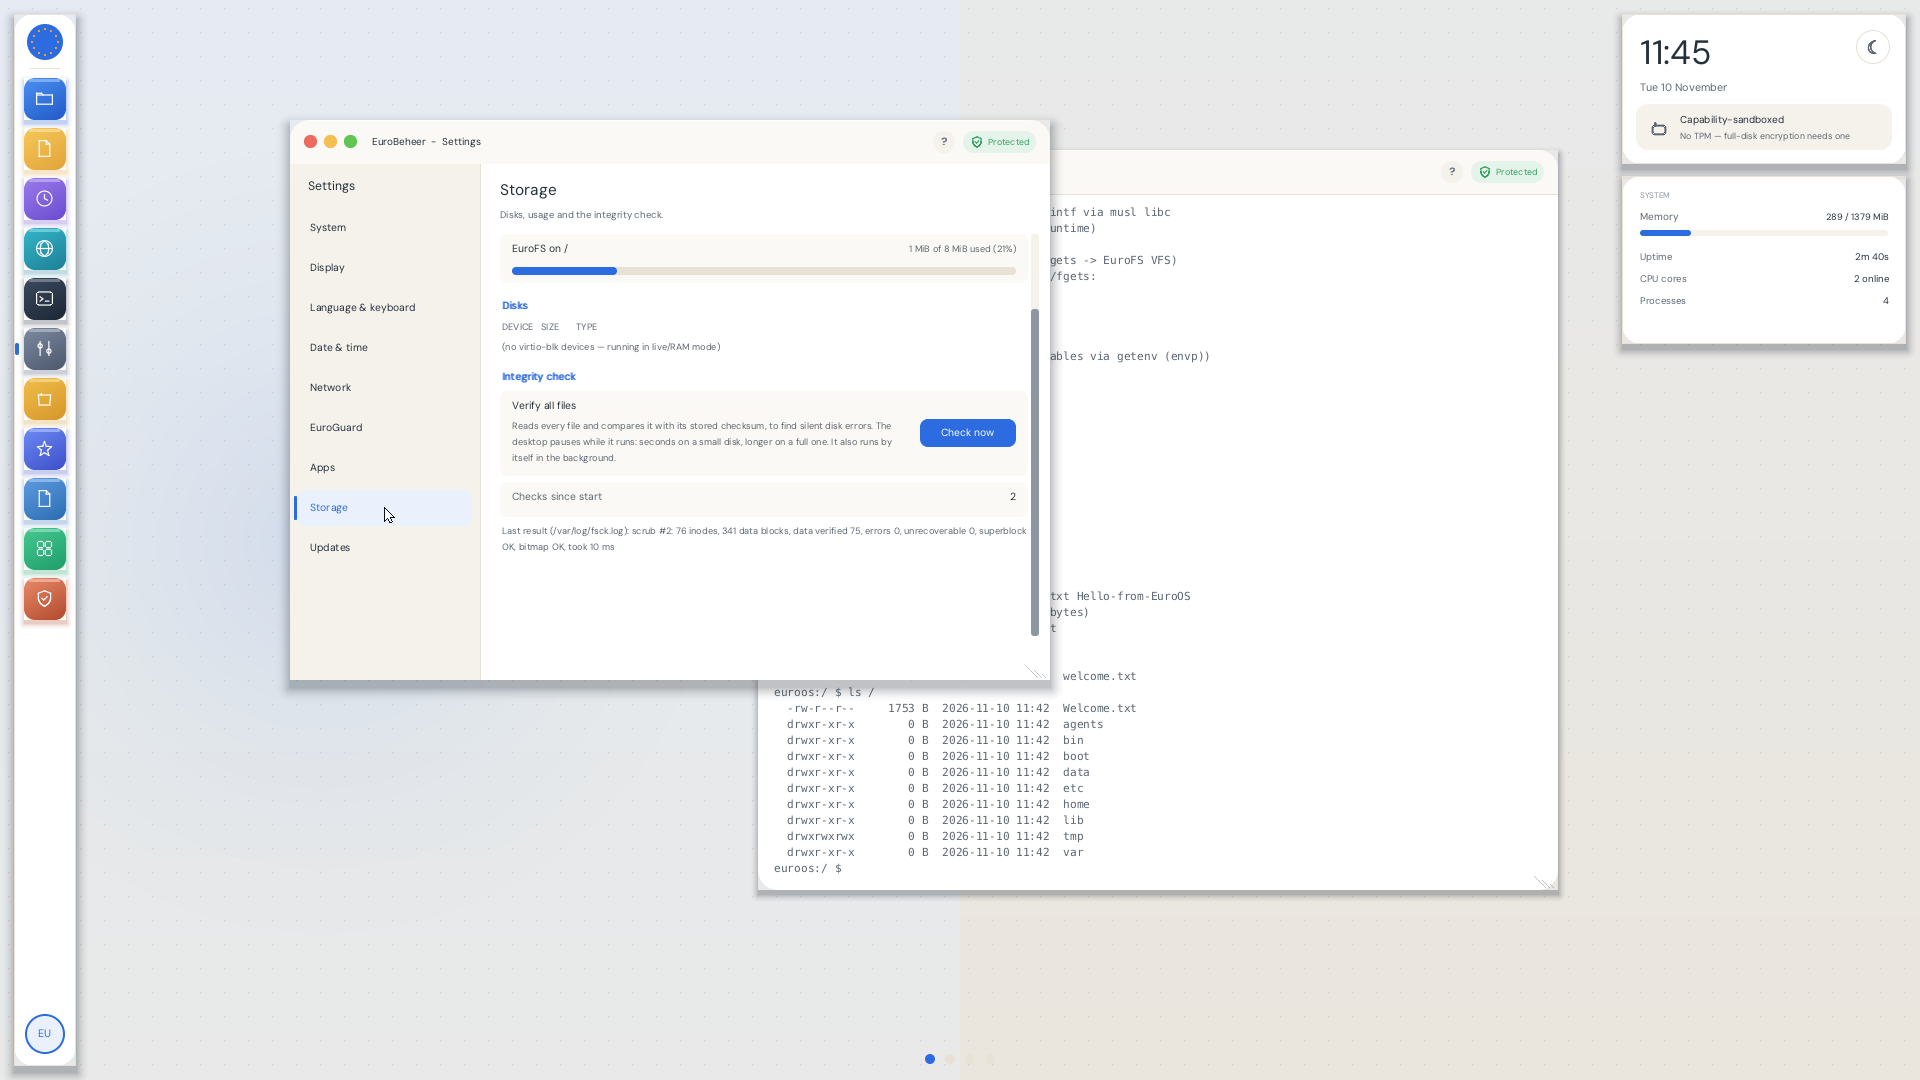 EuroBeheer - Settings
?
Protected
Settings
System
Display
Language & keyboard
Date & time
Network
EuroGuard
Apps
Storage
Updates
Storage
Disks, usage and the integrity check.
EuroFS on /
1 MiB of 8 MiB used (21%)
Disks
DEVICE SIZE TYPE
(no virtio-blk devices — running in live/RAM mode)
Integrity check
Verify all files
Reads every file and compares it with its stored checksum, to find silent disk errors. The
desktop pauses while it runs: seconds on a small disk, longer on a full one. It also runs by
itself in the background.
Check now
Checks since start
2
Last result (/var/log/fsck.log): scrub #2: 76 inodes, 341 data blocks, data verified 75, errors 0, unrecoverable 0, superblock
OK, bitmap OK, took 10 ms
?
Protected
intf via musl libc
untime)
gets -> EuroFS VFS)
/fgets:
ables via getenv (envp))
txt Hello-from-EuroOS
bytes)
t
welcome.txt
euroos:/ $ ls /
-rw-r--r-- 1753 B 2026-11-10 11:42 Welcome.txt
drwxr-xr-x 0 B 2026-11-10 11:42 agents
drwxr-xr-x 0 B 2026-11-10 11:42 bin
drwxr-xr-x 0 B 2026-11-10 11:42 boot
drwxr-xr-x 0 B 2026-11-10 11:42 data
drwxr-xr-x 0 B 2026-11-10 11:42 etc
drwxr-xr-x 0 B 2026-11-10 11:42 home
drwxr-xr-x 0 B 2026-11-10 11:42 lib
drwxrwxrwx 0 B 2026-11-10 11:42 tmp
drwxr-xr-x 0 B 2026-11-10 11:42 var
euroos:/ $
11:45
Tue 10 November
Capability-sandboxed
No TPM — full-disk encryption needs one
SYSTEM
Memory
289 / 1379 MiB
Uptime
2m 40s
CPU cores
2 online
Processes
4
EU